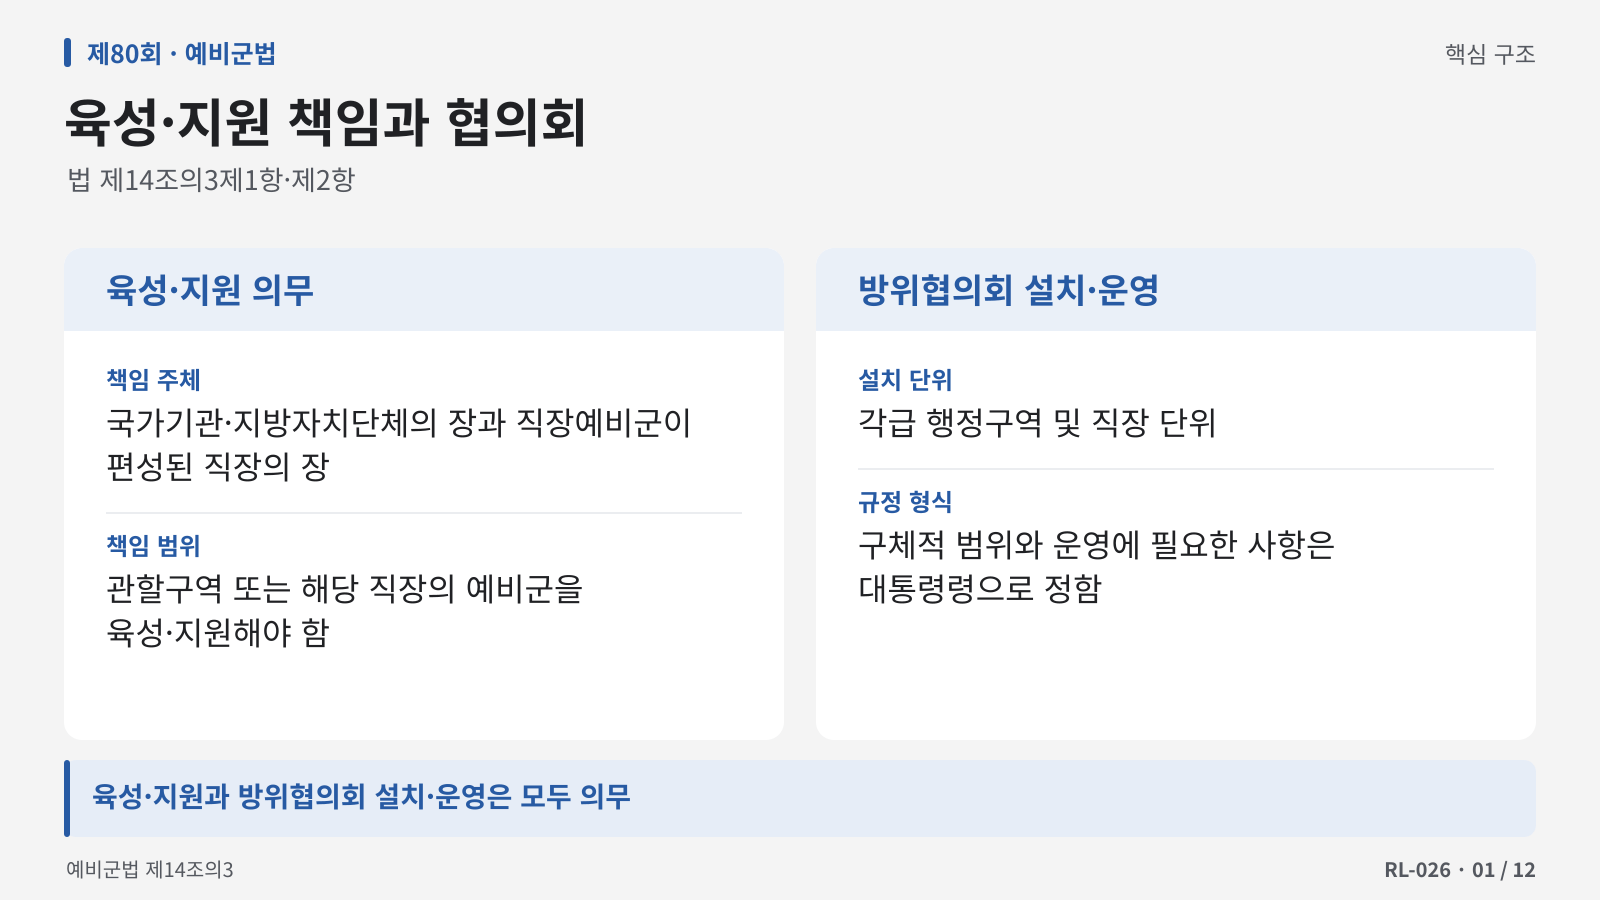 제80회 · 예비군법
핵심 구조
육성·지원 책임과 협의회
법 제14조의3제1항·제2항
육성·지원 의무
책임 주체
국가기관·지방자치단체의 장과 직장예비군이
편성된 직장의 장
책임 범위
관할구역 또는 해당 직장의 예비군을
육성·지원해야 함
방위협의회 설치·운영
설치 단위
각급 행정구역 및 직장 단위
규정 형식
구체적 범위와 운영에 필요한 사항은
대통령령으로 정함
육성·지원과 방위협의회 설치·운영은 모두 의무
예비군법 제14조의3
RL-026 · 01 / 12